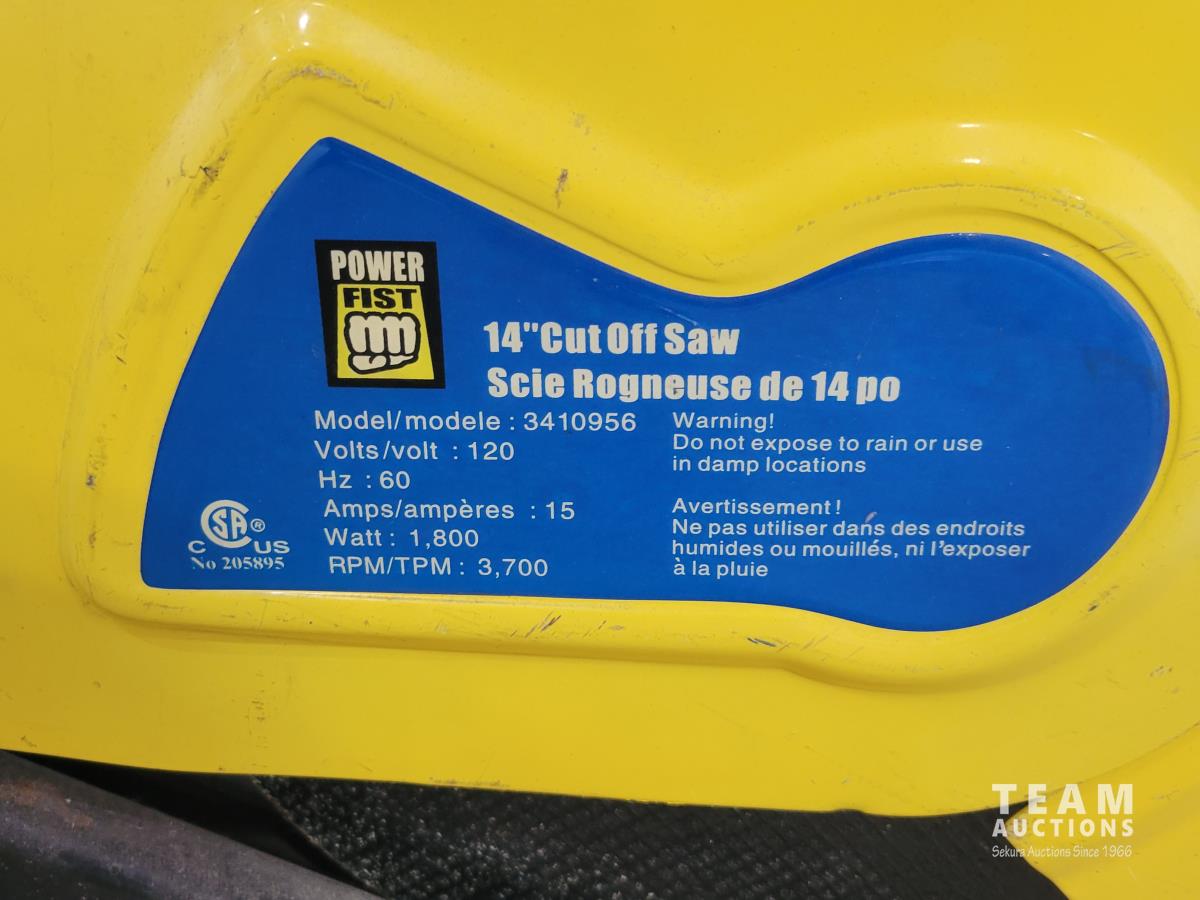 POWER
FIST
14"Cut Off Saw
Scie Rogneuse de 14 po
Model/modele : 3410956
Volts/volt : 120
Hz : 60
Amps/ampères : 15
Watt : 1,800
RPM/TPM : 3,700
Warning!
Do not expose to rain or use
in damp locations
Avertissement !
Ne pas utiliser dans des endroits
humides ou mouillés, ni l'exposer
à la pluie
SA ®
C US
No 205895
TEAM
AUCTIONS
Sekura Auctions Since 1966